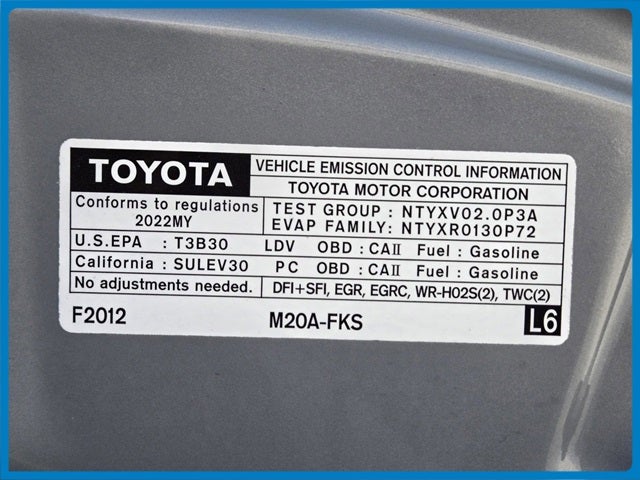 TOYOTA
VEHICLE EMISSION CONTROL INFORMATION
TOYOTA MOTOR CORPORATION
Conforms to regulations
2022MY
TEST GROUP : NTYXV02.0P3A
EVAP FAMILY: NTYXR0130P72
U.S.EPA : T3B30 LDV OBD : CAII Fuel : Gasoline
California : SULEV30 PC OBD : CAII Fuel : Gasoline
No adjustments needed. DFI+SFI, EGR, EGRC, WR-HO2S(2), TWC(2)
F2012 M20A-FKS L6